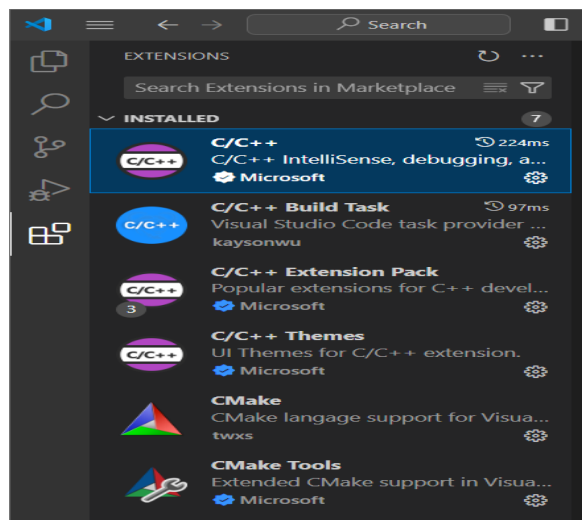 Search
EXTENSIONS
Search Extensions in Marketplace
INSTALLED 7
C/C++ 224ms
C/C++ C/C++ IntelliSense, debugging, a...
Microsoft
C/C++ Build Task 97ms
C/C++ Visual Studio Code task provider ...
kaysonwu
C/C++ Extension Pack
C/C++ Popular extensions for C++ devel...
3 Microsoft
C/C++ Themes
C/C++ UI Themes for C/C++ extension.
Microsoft
CMake
CMake langage support for Visua...
twxs
CMake Tools
Extended CMake support in Visua...
Microsoft